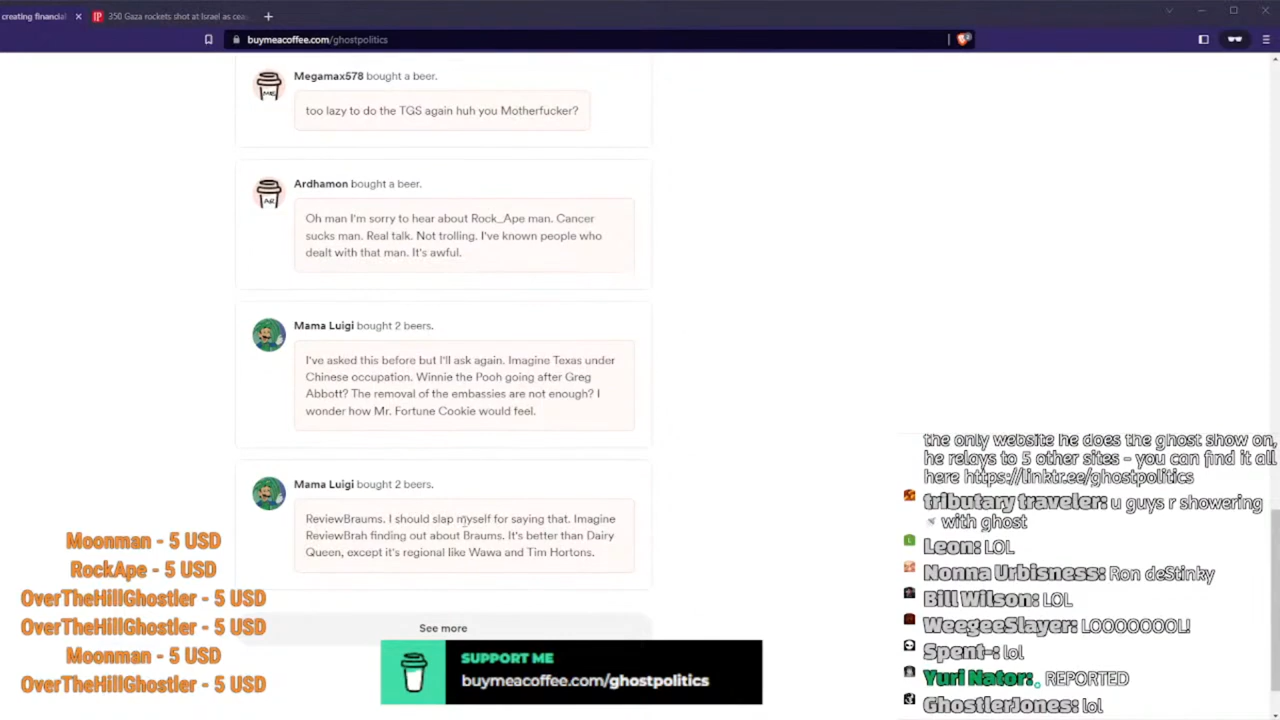 creating financial
350 Gaza rockets shot at Israel as cea
buymeacoffee.com/ghostpolitics
Megamax578 bought a beer.
too lazy to do the TGS again huh you Motherfucker?
Ardhamon bought a beer.
Oh man I'm sorry to hear about Rock_Ape man. Cancer
sucks man. Real talk. Not trolling. I've known people who
dealt with that man. It's awful.
Mama Luigi bought 2 beers.
I've asked this before but I'll ask again. Imagine Texas under
Chinese occupation. Winnie the Pooh going after Greg
Abbott? The removal of the embassies are not enough? I
wonder how Mr. Fortune Cookie would feel.
Mama Luigi bought 2 beers.
ReviewBraums. I should slap myself for saying that. Imagine
ReviewBrah finding out about Braums. It's better than Dairy
Queen, except it's regional like Wawa and Tim Hortons.
See more
SUPPORT ME
buymeacoffee.com/ghostpolitics
Moonman - 5 USD
RockApe - 5 USD
OverTheHillGhostler - 5 USD
OverTheHillGhostler - 5 USD
Moonman - 5 USD
OverTheHillGhostler - 5 USD
the only website he does the ghost show on,
he relays to 5 other sites - you can find it all
here https://linktr.ee/ghostpolitics
tributary traveler: u guys r showering
with ghost
Leon: LOL
Nonna Urbisness: Ron deStinky
Bill Wilson: LOL
WeegeeSlayer: LOOOOOOL!
Spent-: lol
Yuri Nator: REPORTED
GhostlerJones: lol